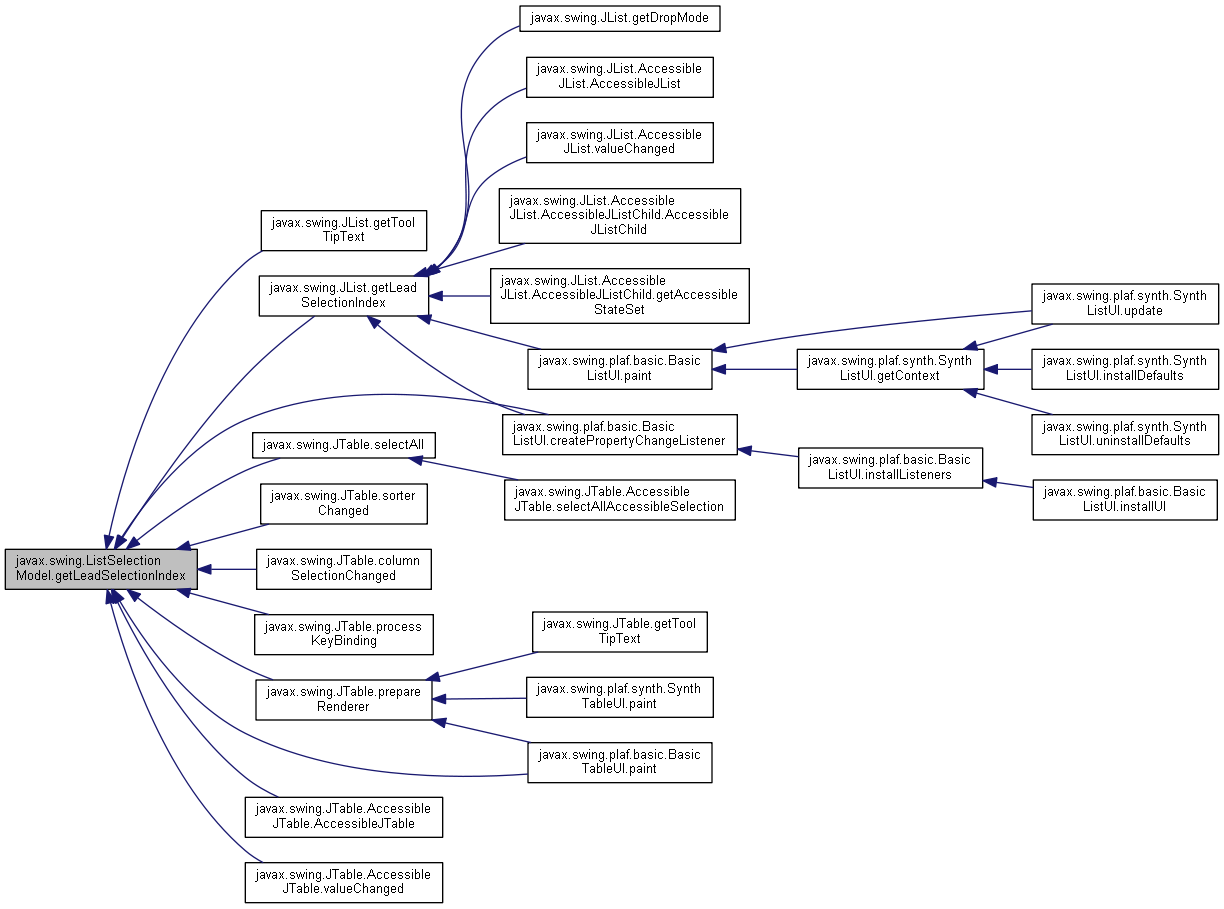 javax.swing.JList.getDropMode
javax.swing.JList.Accessible
JList.AccessibleJList
javax.swing.JList.Accessible
JList.valueChanged
javax.swing.JList.Accessible
JList.AccessibleJListChild.Accessible
JListChild
javax.swing.JList.getTool
TipText
javax.swing.JList.getLead
SelectionIndex
javax.swing.JList.Accessible
JList.AccessibleJListChild.getAccessible
StateSet
javax.swing.plaf.synth.Synth
ListUI.update
javax.swing.plaf.basic.Basic
ListUI.paint
javax.swing.plaf.synth.Synth
ListUI.getContext
javax.swing.plaf.synth.Synth
ListUI.installDefaults
javax.swing.plaf.basic.Basic
ListUI.createPropertyChangeListener
javax.swing.plaf.synth.Synth
ListUI.uninstallDefaults
javax.swing.JTable.selectAll
javax.swing.plaf.basic.Basic
ListUI.installListeners
javax.swing.JTable.sorter
Changed
javax.swing.JTable.Accessible
JTable.selectAllAccessibleSelection
javax.swing.plaf.basic.Basic
ListUI.installUI
javax.swing.ListSelection
Model.getLeadSelectionIndex
javax.swing.JTable.column
SelectionChanged
javax.swing.JTable.process
KeyBinding
javax.swing.JTable.getTool
TipText
javax.swing.JTable.prepare
Renderer
javax.swing.plaf.synth.Synth
TableUI.paint
javax.swing.plaf.basic.Basic
TableUI.paint
javax.swing.JTable.Accessible
JTable.AccessibleJTable
javax.swing.JTable.Accessible
JTable.valueChanged